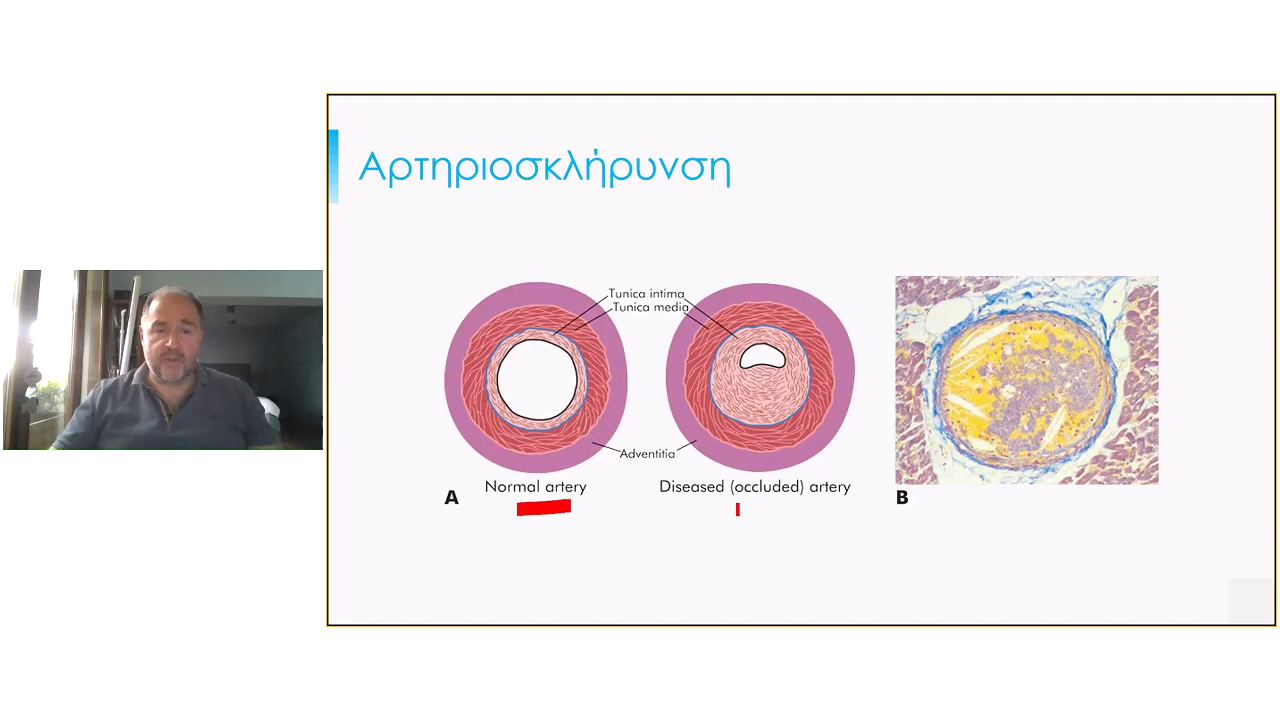 Αρτηριοσκλήρυνση
Tunica intima
Tunica media
Adventitia
Normal artery
Diseased (occluded) artery
A
B